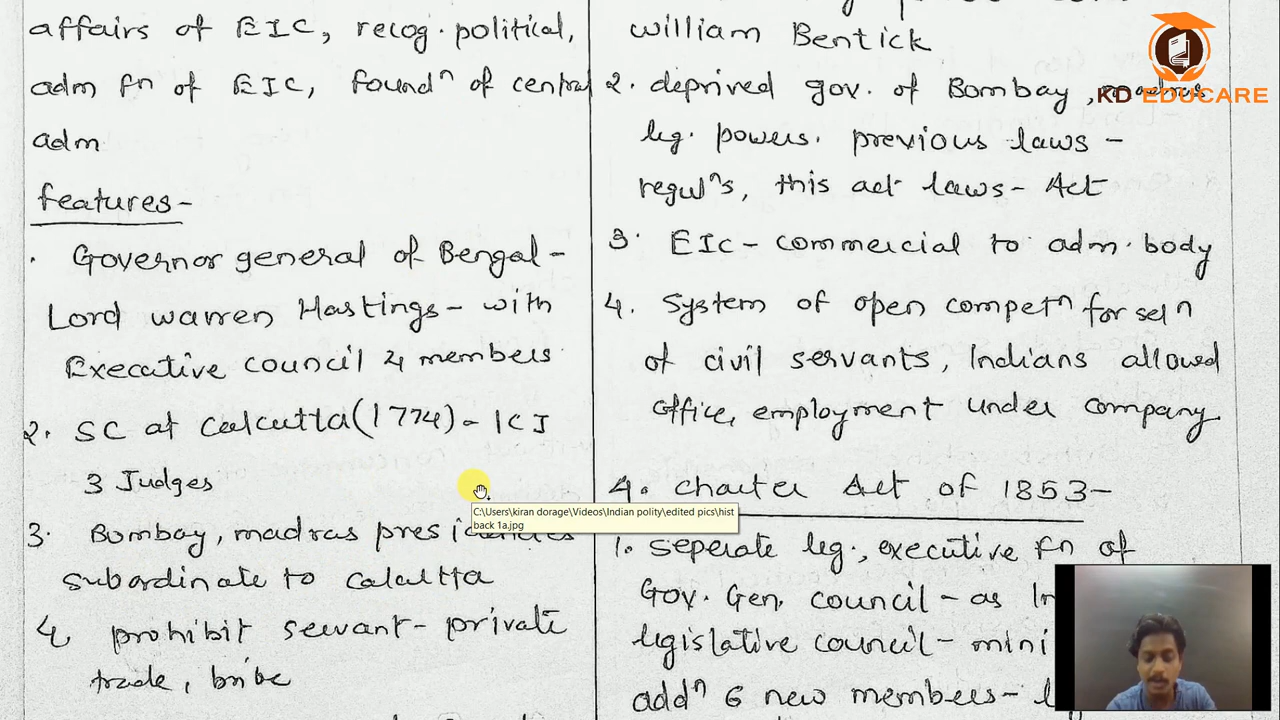 affairs of EIC, recog. political,
adm fn of EIC, foundⁿ of central
adm
features-
. Governor general of Bengal-
Lord warren Hastings- with
Executive council 4 members
2. SC at Calcutta(1774)- 1CJ
3 Judges
3. Bombay, madras presidencies
subordinate to calcutta
4 prohibit servant- private
trade, bribe
william Bentick
2. deprived gov. of Bombay, madras
leg. powers. previous laws -
regulⁿs, this act laws- Act
3. EIC - commercial to adm. body
4. System of open competⁿ for selⁿ
of civil servants, Indians allowed
office, employment under company
4. charter Act of 1853-
1. seperate leg., executive fn of
Gov. Gen. council - as In
legislative council - mini
addⁿ 6 new members-
KD EDUCARE
C:\Users\kiran dorage\Videos\Indian polity\edited pics\hist
back 1a.jpg